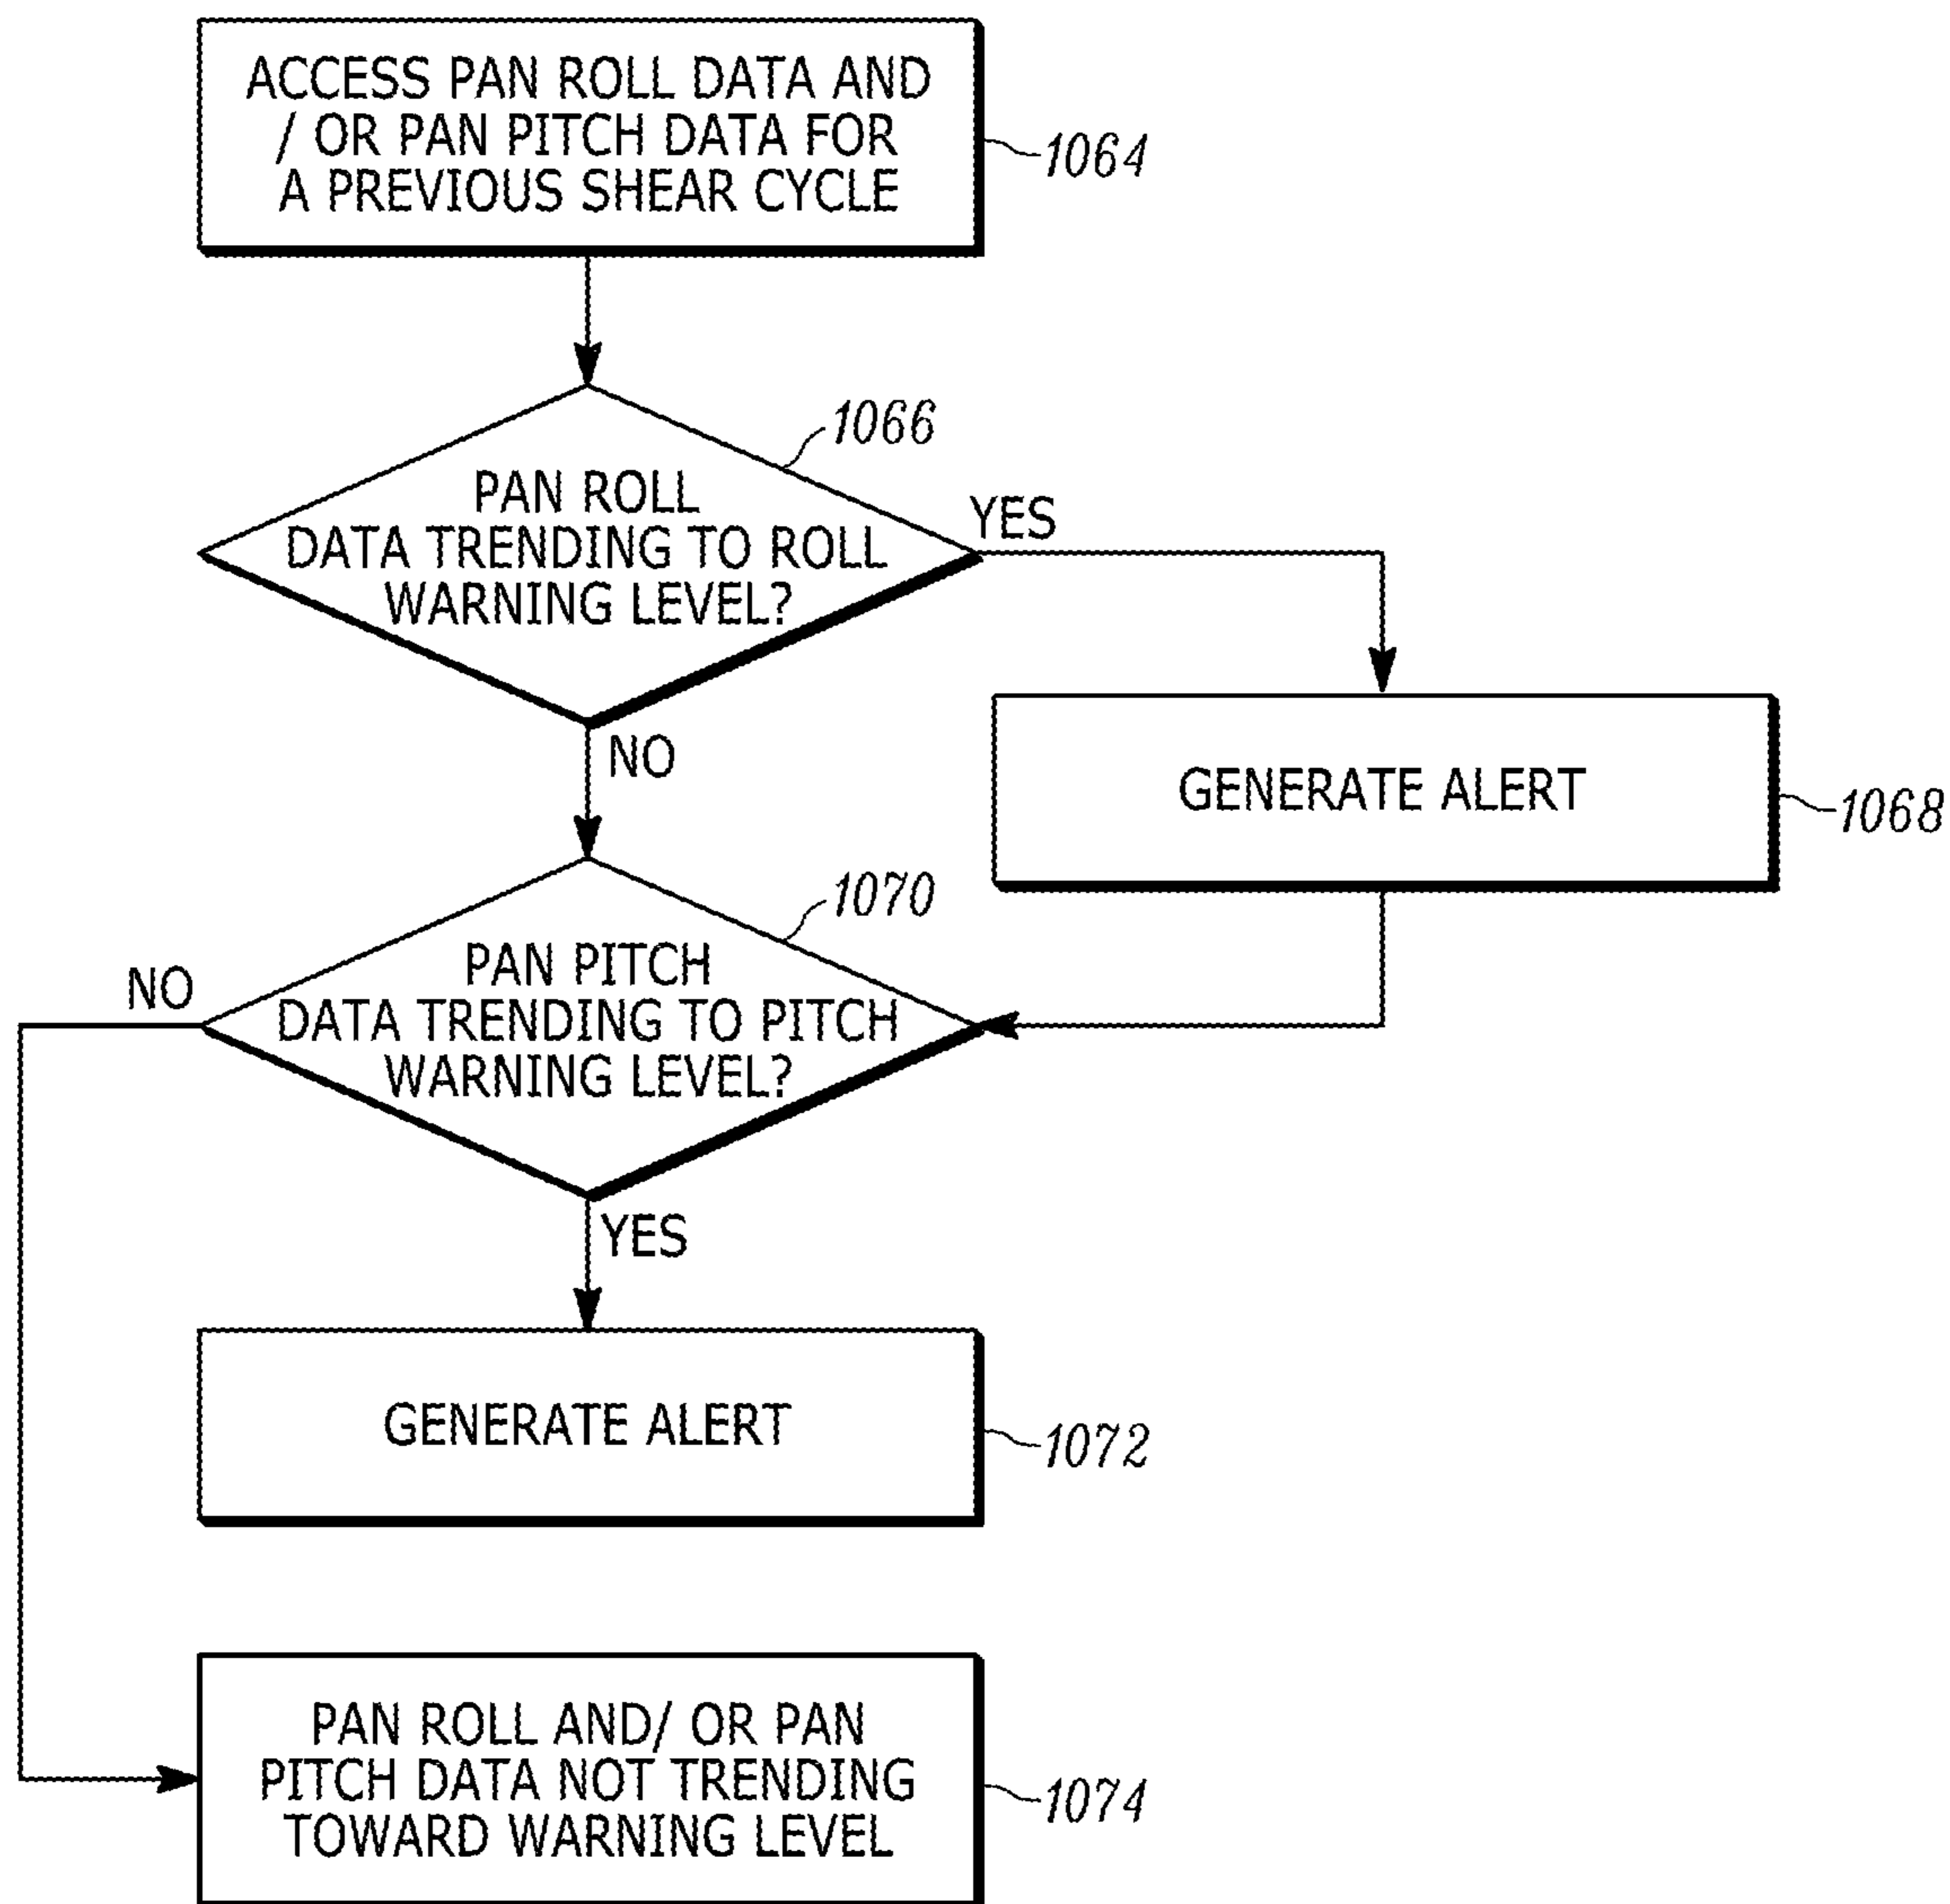 ACCESS PAN ROLL DATA AND
/ OR PAN PITCH DATA FOR
A PREVIOUS SHEAR CYCLE
1064
1066
PAN ROLL
DATA TRENDING TO ROLL
WARNING LEVEL?
YES
NO
GENERATE ALERT
1068
1070
PAN PITCH
DATA TRENDING TO PITCH
WARNING LEVEL?
NO
YES
GENERATE ALERT
1072
PAN ROLL AND/ OR PAN
PITCH DATA NOT TRENDING
TOWARD WARNING LEVEL
1074